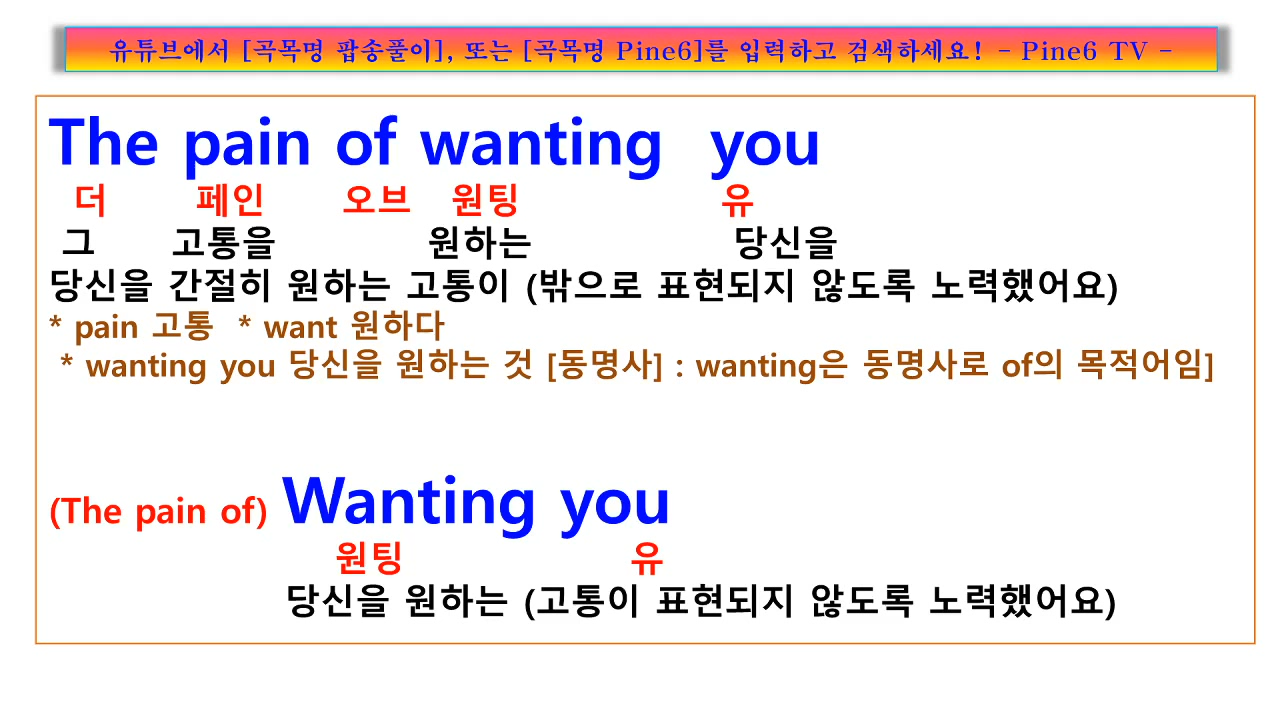 유튜브에서 [곡목명 팝송풀이], 또는 [곡목명 Pine6]를 입력하고 검색하세요! - Pine6 TV -
The pain of wanting you
더 페인 오브 원팅 유
그 고통을 원하는 당신을
당신을 간절히 원하는 고통이 (밖으로 표현되지 않도록 노력했어요)
* pain 고통 * want 원하다
* wanting you 당신을 원하는 것 [동명사] : wanting은 동명사로 of의 목적어임]
(The pain of) Wanting you
원팅 유
당신을 원하는 (고통이 표현되지 않도록 노력했어요)